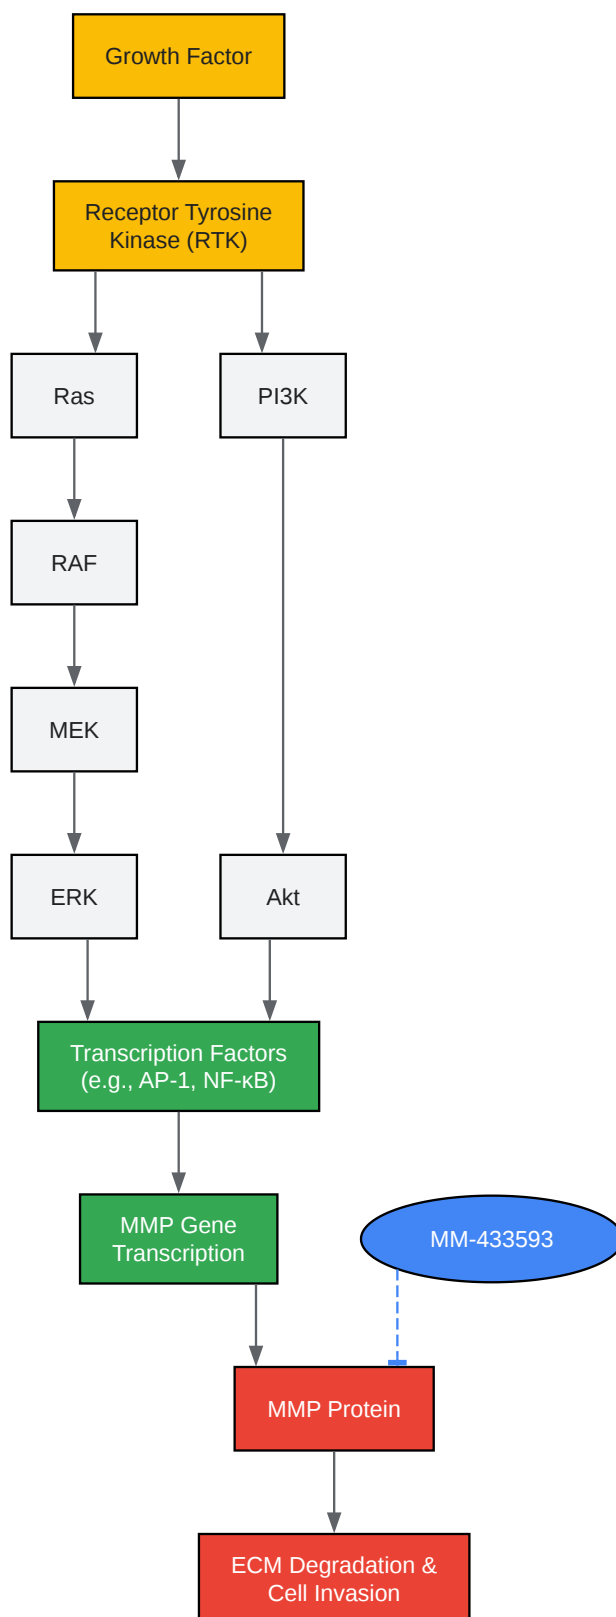 Growth Factor
Receptor Tyrosine
Kinase (RTK)
Ras
PI3K
RAF
MEK
ERK
Akt
Transcription Factors
(e.g., AP-1, NF-κB)
MMP Gene
Transcription
MM-433593
MMP Protein
ECM Degradation &
Cell Invasion